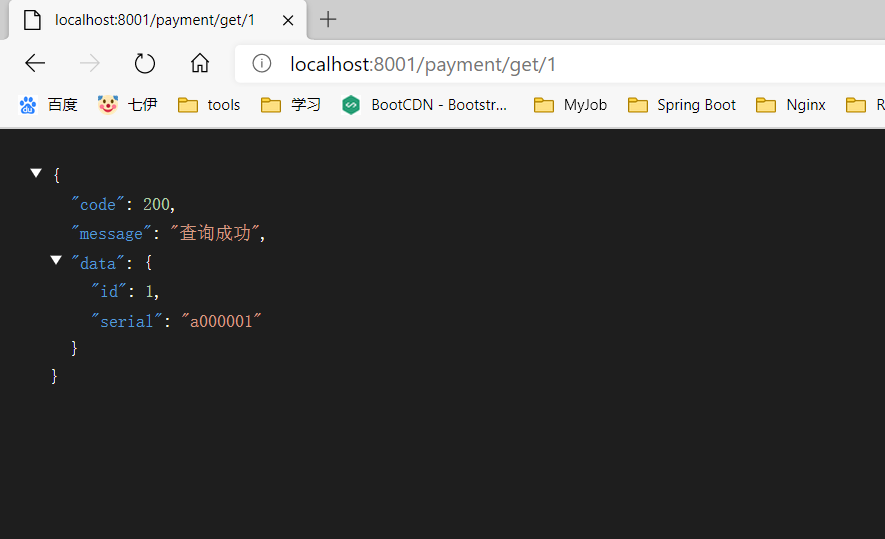 localhost:8001/payment/get/1
localhost:8001/payment/get/1
百度 七伊 tools 学习 BootCDN - Bootstr... MyJob Spring Boot Nginx R
{
"code": 200,
"message": "查询成功",
"data": {
"id": 1,
"serial": "a000001"
}
}